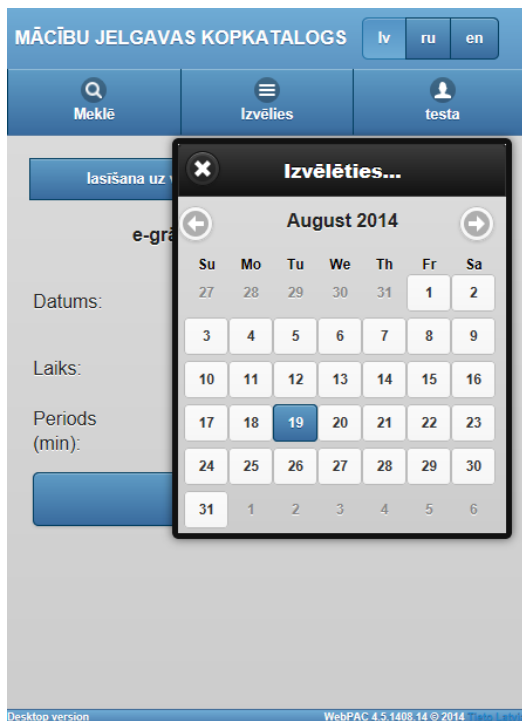 MĀCĪBU JELGAVAS KOPKATALOGS lv ru en
Meklē Izvēlies testa
lasīšana uz
Izvēlēties...
e-grā
August 2014
Su Mo Tu We Th Fr Sa
Datums:
27 28 29 30 31 1 2
3 4 5 6 7 8 9
Laiks:
10 11 12 13 14 15 16
Periods
(min):
17 18 19 20 21 22 23
24 25 26 27 28 29 30
31 1 2 3 4 5 6
Desktop version WebPAC 4.5.1408.14 © 2014 Tieto Latvi